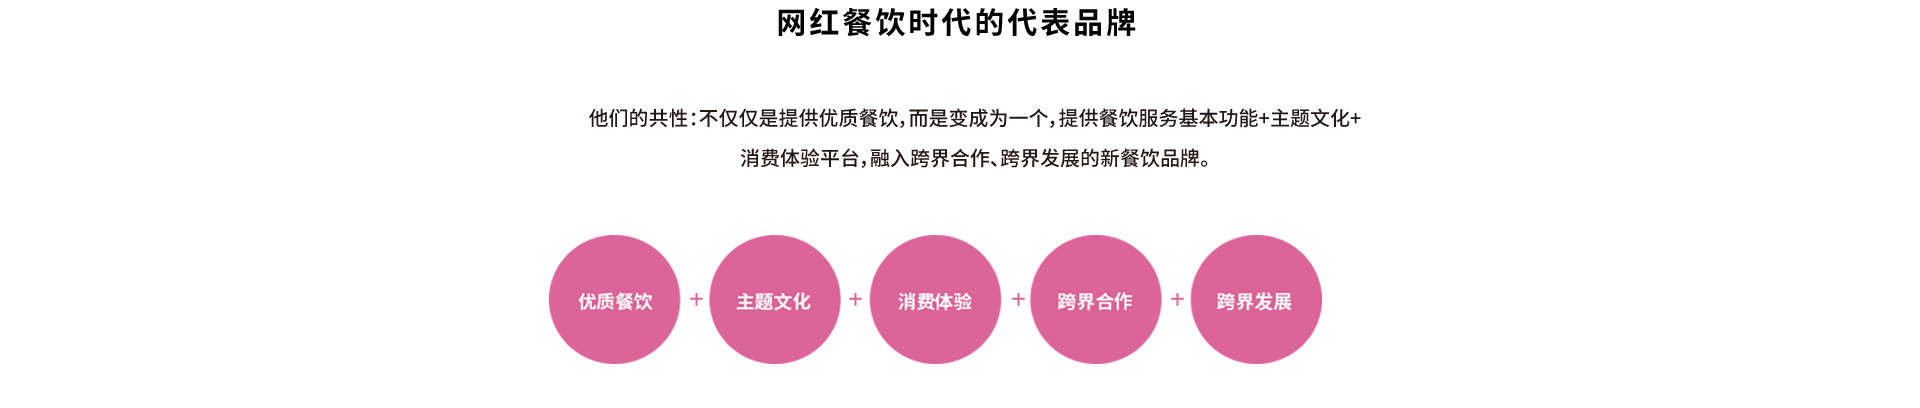 网红餐饮时代的代表品牌
他们的共性：不仅仅是提供优质餐饮，而是变成为一个，提供餐饮服务基本功能+主题文化+
消费体验平台，融入跨界合作、跨界发展的新餐饮品牌。
优质餐饮 + 主题文化 + 消费体验 + 跨界合作 + 跨界发展